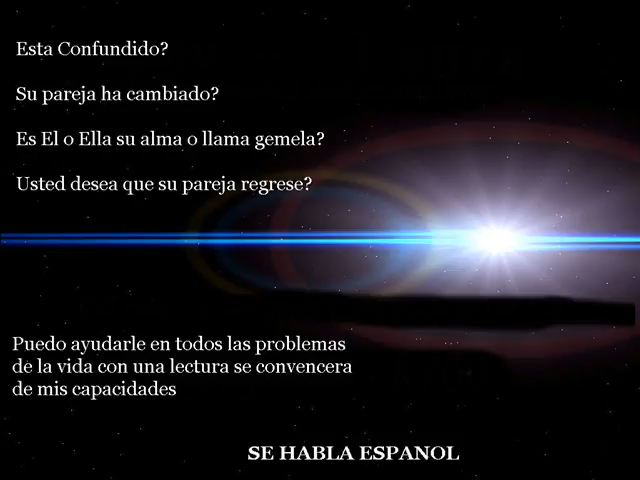 Esta Confundido?
Su pareja ha cambiado?
Es El o Ella su alma o llama gemela?
Usted desea que su pareja regrese?
Puedo ayudarle en todos las problemas
de la vida con una lectura se convencera
de mis capacidades
SE HABLA ESPANOL